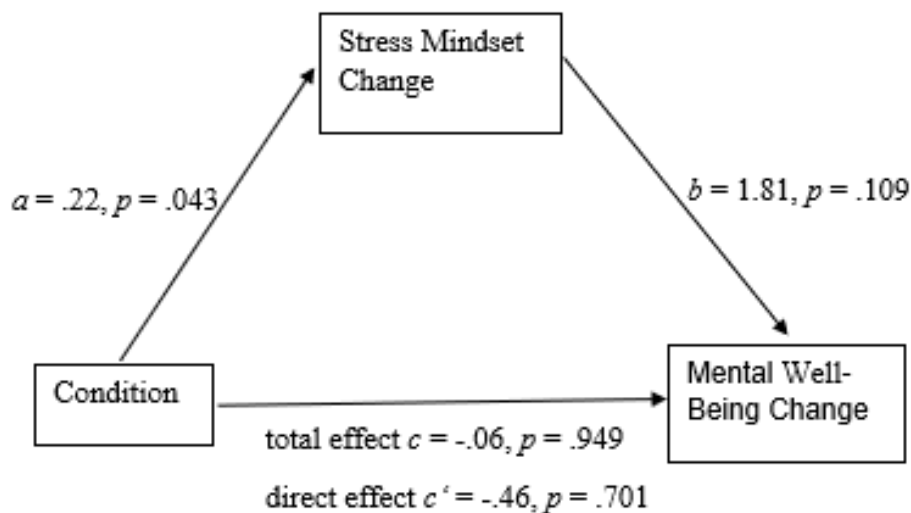 Stress Mindset
Change
a = .22, p = .043
b = 1.81, p = .109
Condition
Mental Well-
Being Change
total effect c = -.06, p = .949
direct effect c‘ = -.46, p = .701